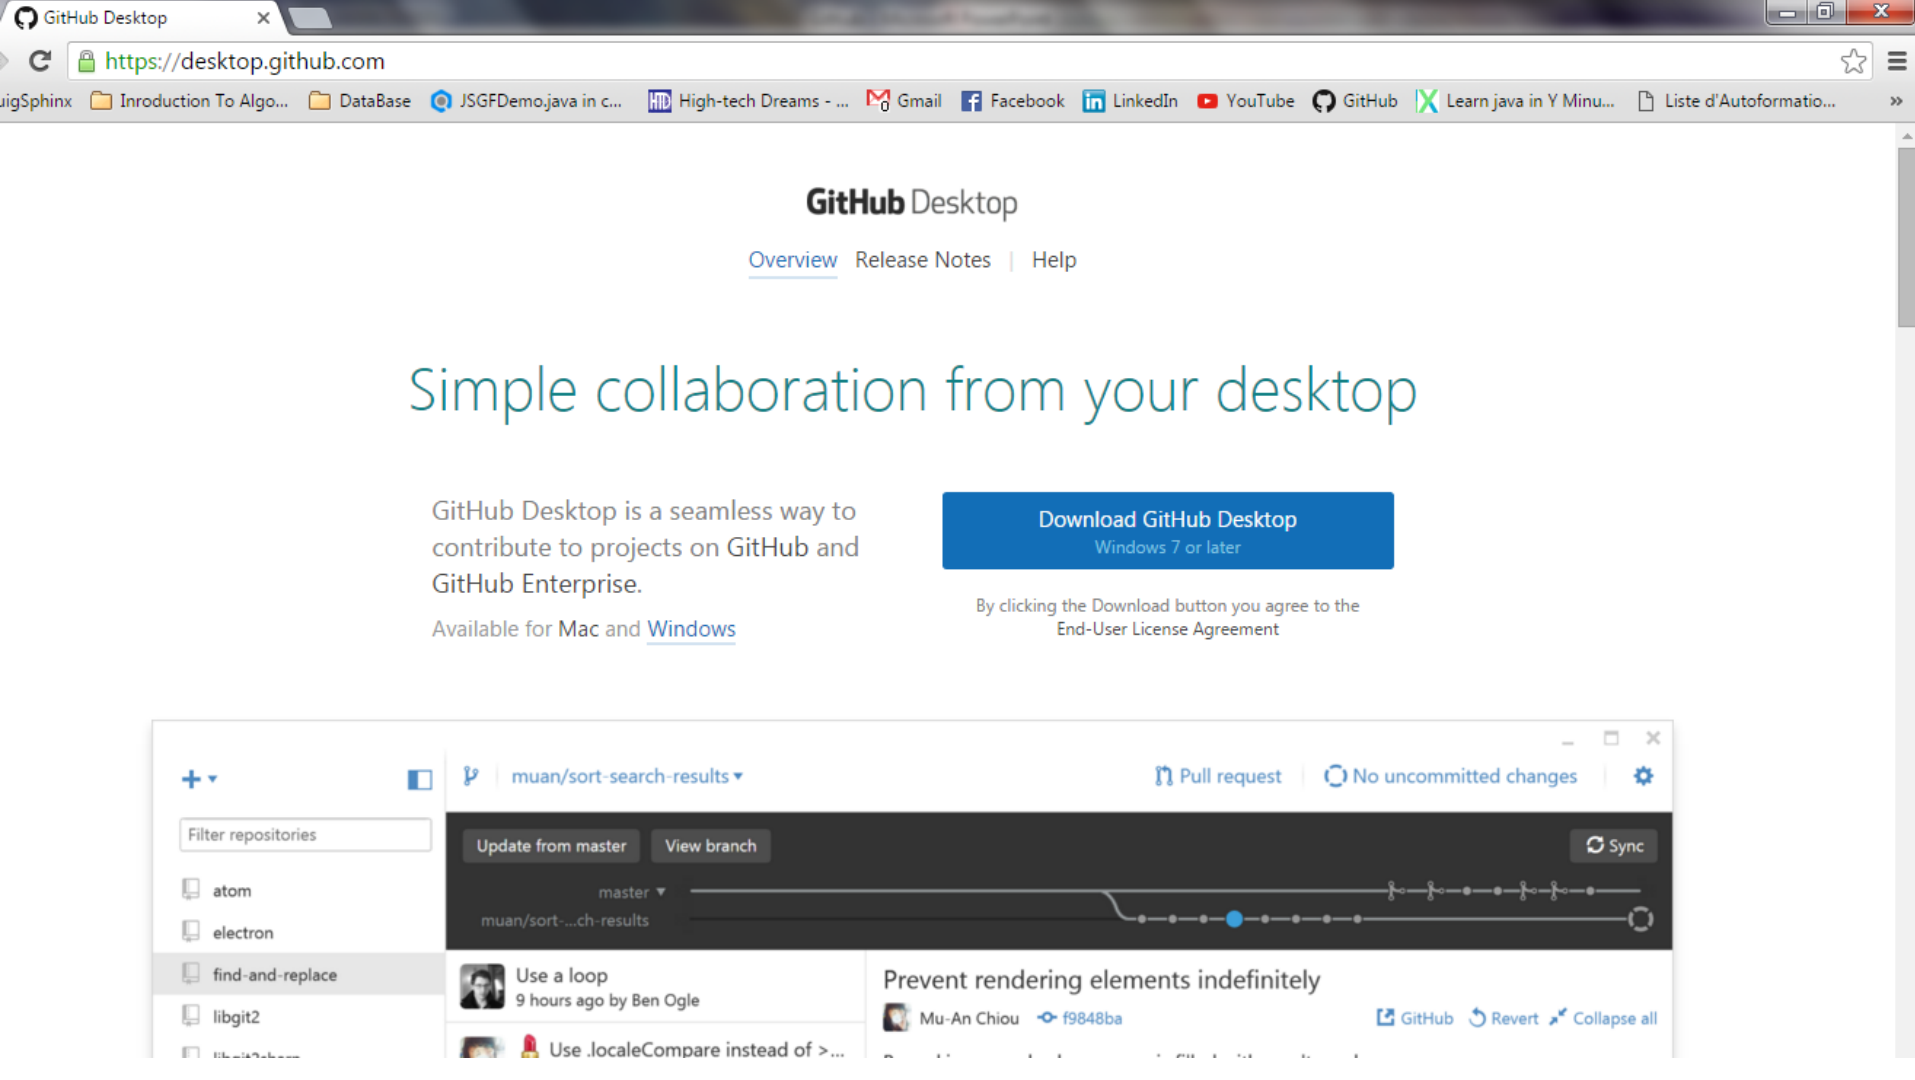 GitHub Desktop
https://desktop.github.com
uigSphinx Inroduction To Algo... DataBase JSGFDemo.java in c... High-tech Dreams - ... Gmail Facebook LinkedIn YouTube GitHub Learn java in Y Minu... Liste d'Autoformatio... »
GitHub Desktop
Overview Release Notes | Help
Simple collaboration from your desktop
GitHub Desktop is a seamless way to
contribute to projects on GitHub and
GitHub Enterprise.
Available for Mac and Windows
Download GitHub Desktop
Windows 7 or later
By clicking the Download button you agree to the
End-User License Agreement
muan/sort-search-results Pull request No uncommitted changes
Filter repositories
atom
electron
find-and-replace
libgit2
Update from master View branch Sync
master
muan/sort-...ch-results
Use a loop
9 hours ago by Ben Ogle
Use .localeCompare instead of >...
Prevent rendering elements indefinitely
Mu-An Chiou f9848ba GitHub Revert Collapse all